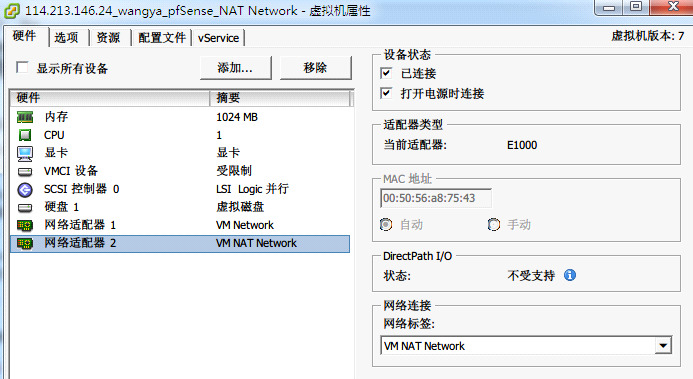 114.213.146.24_wangya_pfSense_NAT Network - 虚拟机属性
硬件 选项 资源 配置文件 vService 虚拟机版本: 7
显示所有设备 添加... 移除
硬件 摘要
内存 1024 MB
CPU 1
显卡 显卡
VMCI 设备 受限制
SCSI 控制器 0 LSI Logic 并行
硬盘 1 虚拟磁盘
网络适配器 1 VM Network
网络适配器 2 VM NAT Network
设备状态
已连接
打开电源时连接
适配器类型
当前适配器: E1000
MAC 地址
00:50:56:a8:75:43
自动 手动
DirectPath I/O
状态: 不受支持
网络连接
网络标签:
VM NAT Network